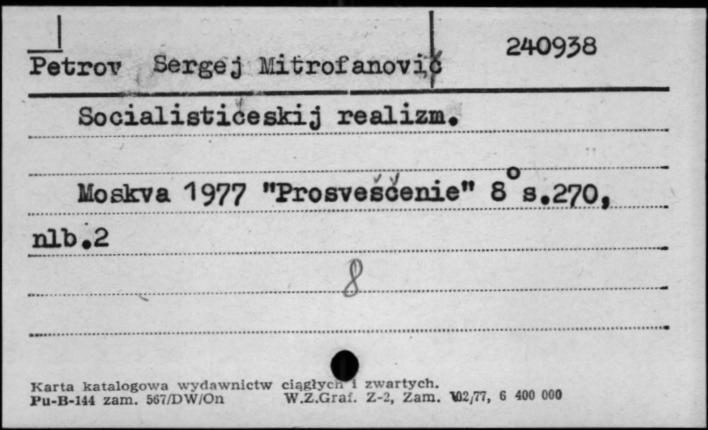 240938
Petrov Sergej Mitrofanovič
Socialističeskij realizm.
Moskva 1977 "Prosveščenie" 8° s.270,
nlb.2
8
Karta katalogowa wydawnictw ciągłych i zwartych.
Pu-B-144 zam. 567/DW/On W.Z.Graf. Z-2, Zam. 102/77, 6 400 000